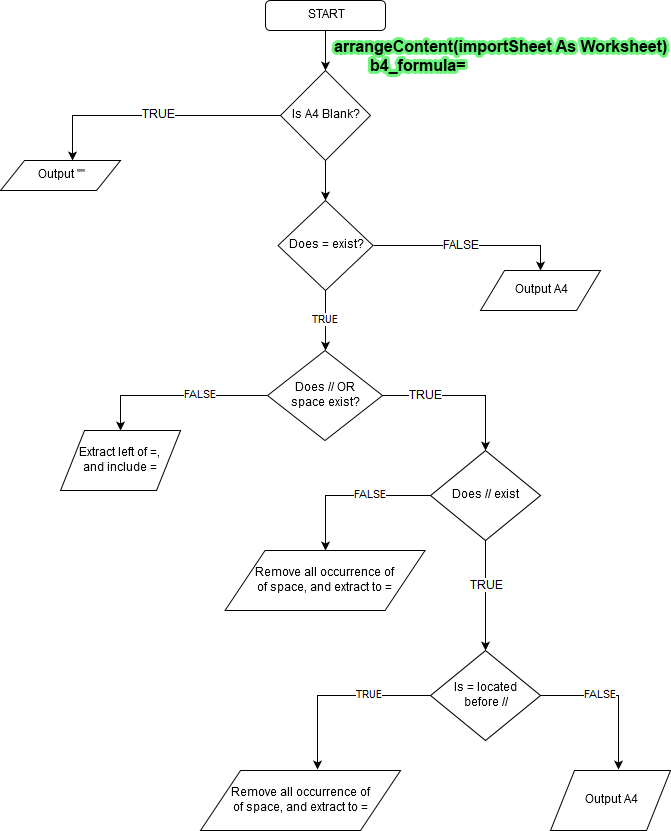 START
arrangeContent(importSheet As Worksheet)
b4_formula=
Is A4 Blank?
TRUE
Output ""
Does = exist?
FALSE
Output A4
TRUE
Does // OR
space exist?
FALSE
TRUE
Extract left of =,
and include =
Does // exist
FALSE
Remove all occurrence of
of space, and extract to =
TRUE
Is = located
before //
TRUE
FALSE
Remove all occurrence of
of space, and extract to =
Output A4